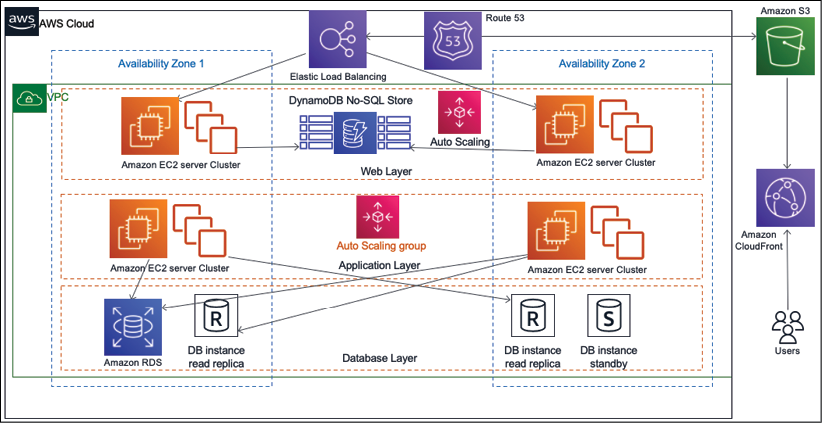 aws
AWS Cloud
Route 53
53
Amazon S3
Elastic Load Balancing
Availability Zone 1
Availability Zone 2
VPC
DynamoDB No-SQL Store
Auto Scaling
Amazon EC2 server Cluster
Amazon EC2 server Cluster
Web Layer
Amazon
CloudFront
Auto Scaling group
Amazon EC2 server Cluster
Application Layer
Amazon EC2 server Cluster
R
R
S
Users
Amazon RDS
DB instance
read replica
Database Layer
DB instance
read replica
DB instance
standby